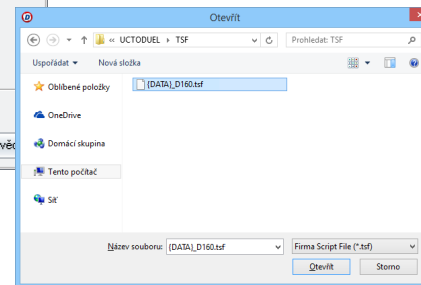 Otevřít
« UCTODUEL ▸ TSF
Prohledat: TSF
Uspořádat
Nová složka
Oblíbené položky
{DATA}_D160.tsf
OneDrive
Domácí skupina
Tento počítač
Síť
Název souboru: {DATA}_D160.tsf
Firma Script File (*.tsf)
Otevřít
Storno